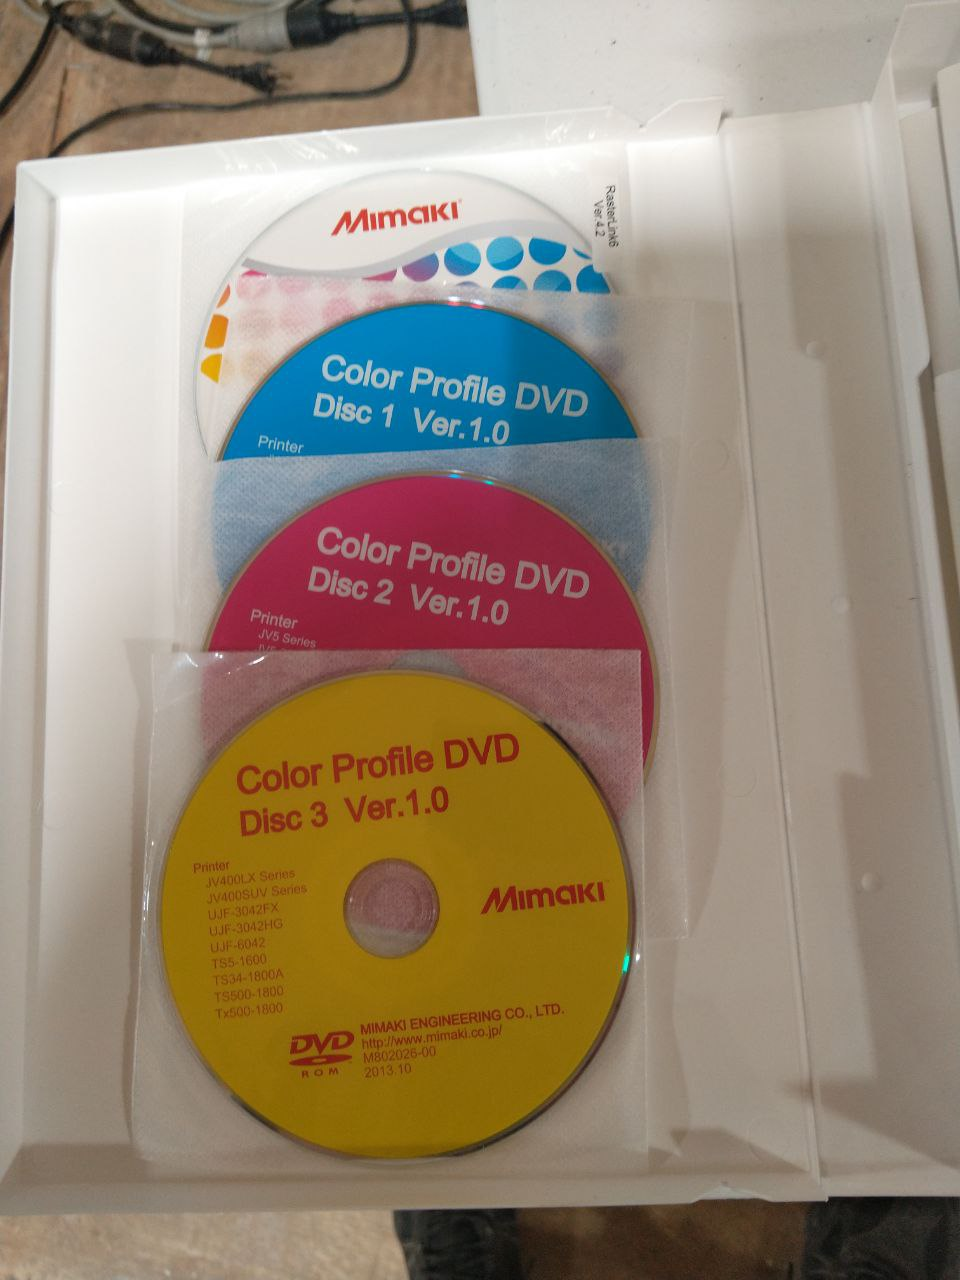 Mimaki
RasterLink6
Ver.4.2
Color Profile DVD
Disc 1 Ver.1.0
Printer
Color Profile DVD
Disc 2 Ver.1.0
Printer
JV5 Series
Color Profile DVD
Disc 3 Ver.1.0
Printer
JV400LX Series
JV400SUV Series
UJF-3042FX
UJF-3042HG
UJF-6042
TS5-1600
TS34-1800A
TS500-1800
Tx500-1800
Mimaki
DVD
ROM
MIMAKI ENGINEERING CO., LTD.
http://www.mimaki.co.jp/
M802026-00
2013.10